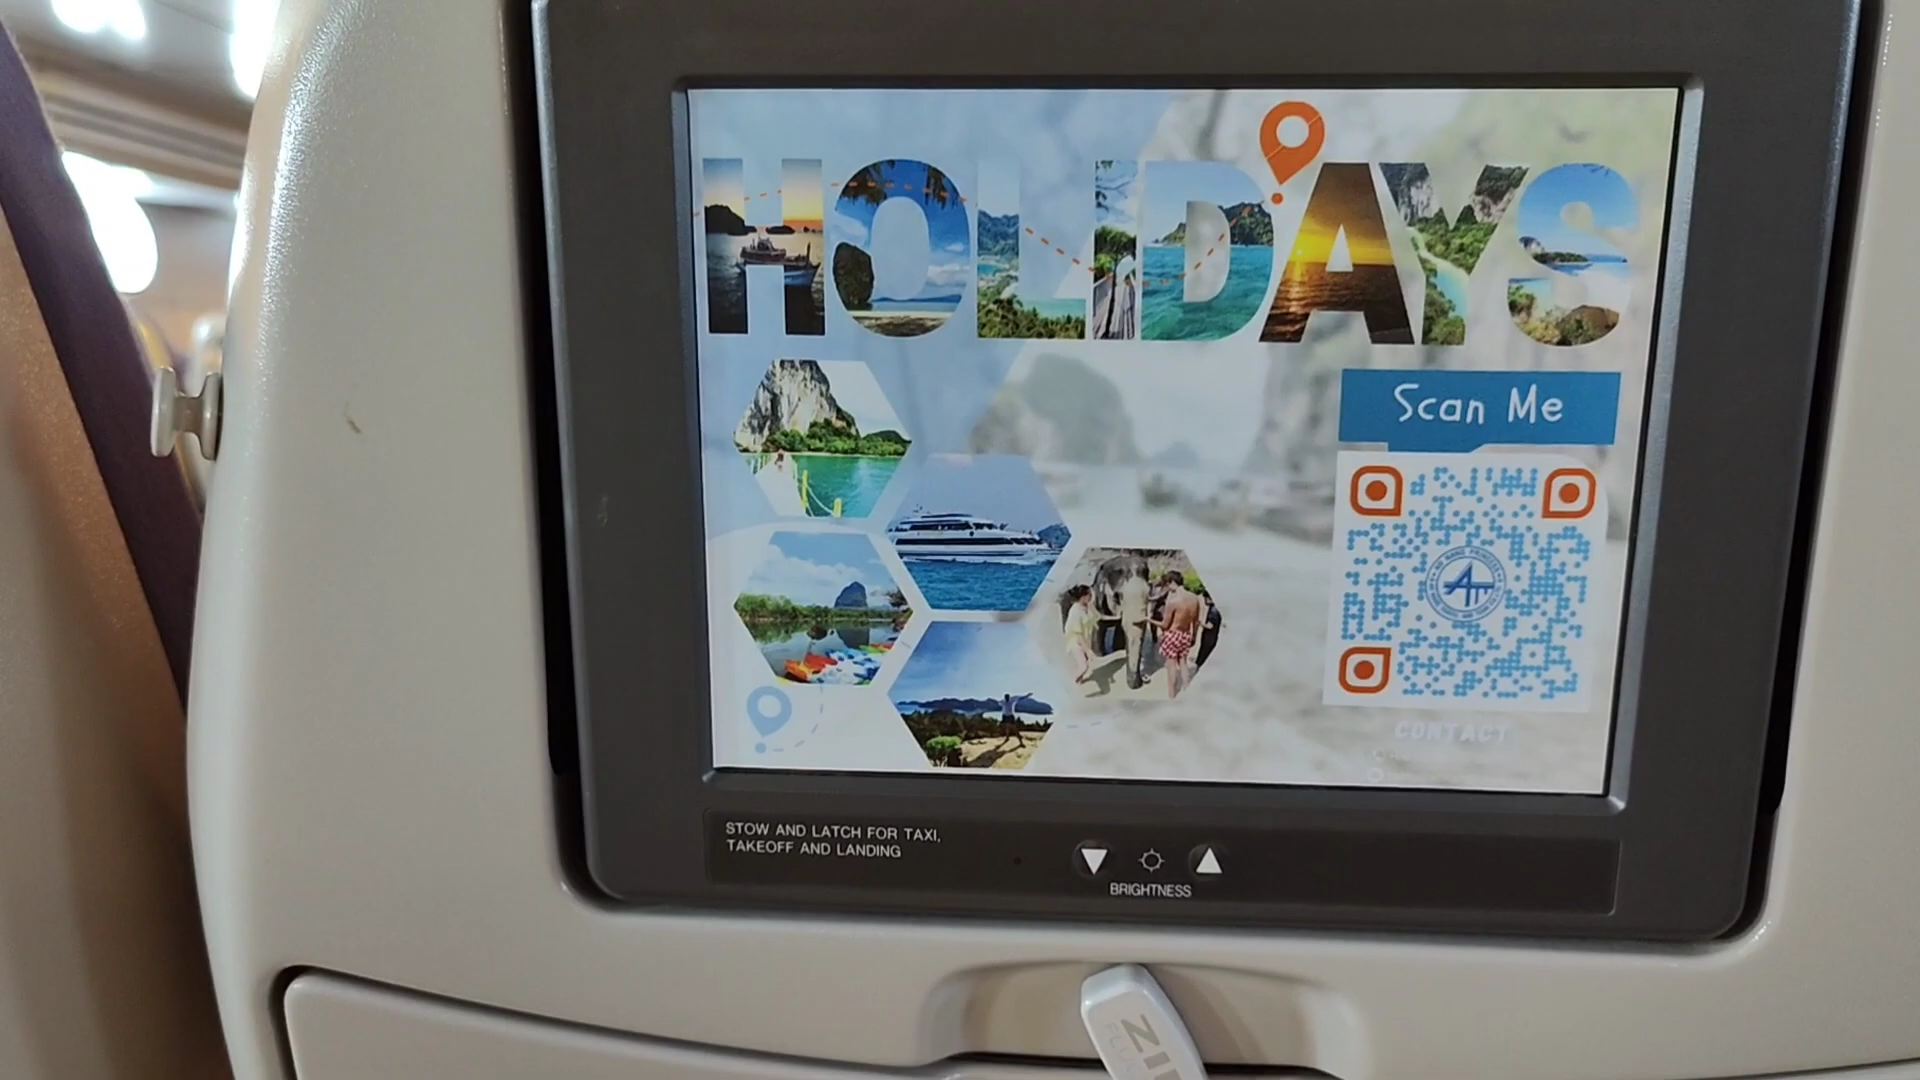 HOLIDAYS
Scan Me
CONTACT
STOW AND LATCH FOR TAXI,
TAKEOFF AND LANDING
BRIGHTNESS